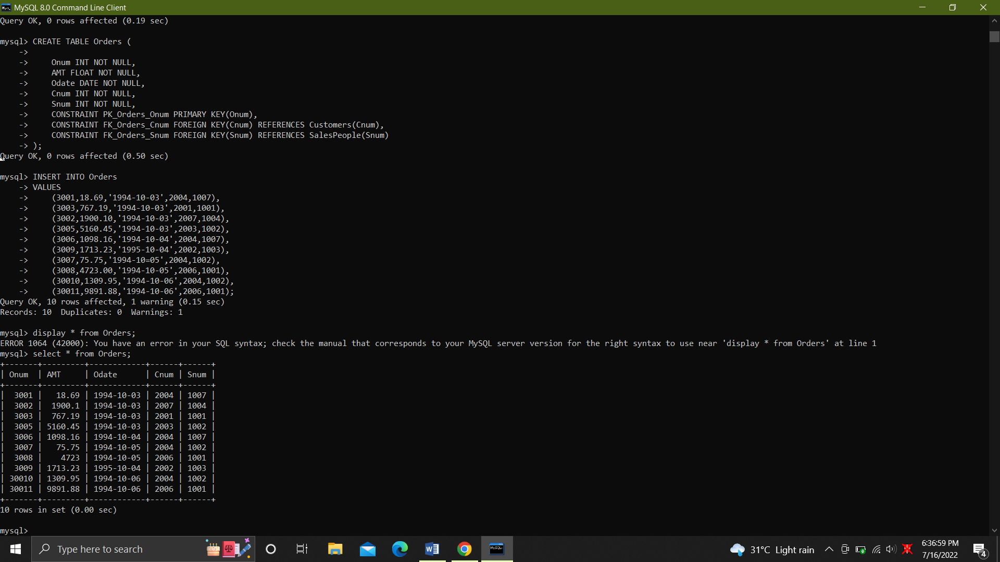 MySQL 8.0 Command Line Client
Query OK, 0 rows affected (0.19 sec)
mysql> CREATE TABLE Orders (
    ->
    ->     Onum INT NOT NULL,
    ->     AMT FLOAT NOT NULL,
    ->     Odate DATE NOT NULL,
    ->     Cnum INT NOT NULL,
    ->     Snum INT NOT NULL,
    ->     CONSTRAINT PK_Orders_Onum PRIMARY KEY(Onum),
    ->     CONSTRAINT FK_Orders_Cnum FOREIGN KEY(Cnum) REFERENCES Customers(Cnum),
    ->     CONSTRAINT FK_Orders_Snum FOREIGN KEY(Snum) REFERENCES SalesPeople(Snum)
    -> );
Query OK, 0 rows affected (0.50 sec)
mysql> INSERT INTO Orders
    -> VALUES
    ->     (3001,18.69,'1994-10-03',2004,1007),
    ->     (3003,767.19,'1994-10-03',2001,1001),
    ->     (3002,1900.10,'1994-10-03',2007,1004),
    ->     (3005,5160.45,'1994-10-03',2003,1002),
    ->     (3006,1098.16,'1994-10-04',2004,1007),
    ->     (3009,1713.23,'1995-10-04',2002,1003),
    ->     (3007,75.75,'1994-10=05',2004,1002),
    ->     (3008,4723.00,'1994-10-05',2006,1001),
    ->     (30010,1309.95,'1994-10-06',2004,1002),
    ->     (30011,9891.88,'1994-10-06',2006,1001);
Query OK, 10 rows affected, 1 warning (0.15 sec)
Records: 10  Duplicates: 0  Warnings: 1
mysql> display * from Orders;
ERROR 1064 (42000): You have an error in your SQL syntax; check the manual that corresponds to your MySQL server version for the right syntax to use near 'display * from Orders' at line 1
mysql> select * from Orders;
+-------+---------+------------+------+------+
| Onum  | AMT     | Odate      | Cnum | Snum |
+-------+---------+------------+------+------+
|  3001 |   18.69 | 1994-10-03 | 2004 | 1007 |
|  3002 |  1900.1 | 1994-10-03 | 2007 | 1004 |
|  3003 |  767.19 | 1994-10-03 | 2001 | 1001 |
|  3005 | 5160.45 | 1994-10-03 | 2003 | 1002 |
|  3006 | 1098.16 | 1994-10-04 | 2004 | 1007 |
|  3007 |   75.75 | 1994-10-05 | 2004 | 1002 |
|  3008 |    4723 | 1994-10-05 | 2006 | 1001 |
|  3009 | 1713.23 | 1995-10-04 | 2002 | 1003 |
| 30010 | 1309.95 | 1994-10-06 | 2004 | 1002 |
| 30011 | 9891.88 | 1994-10-06 | 2006 | 1001 |
+-------+---------+------------+------+------+
10 rows in set (0.00 sec)
mysql>
Type here to search
31°C Light rain
6:36:59 PM
7/16/2022
4